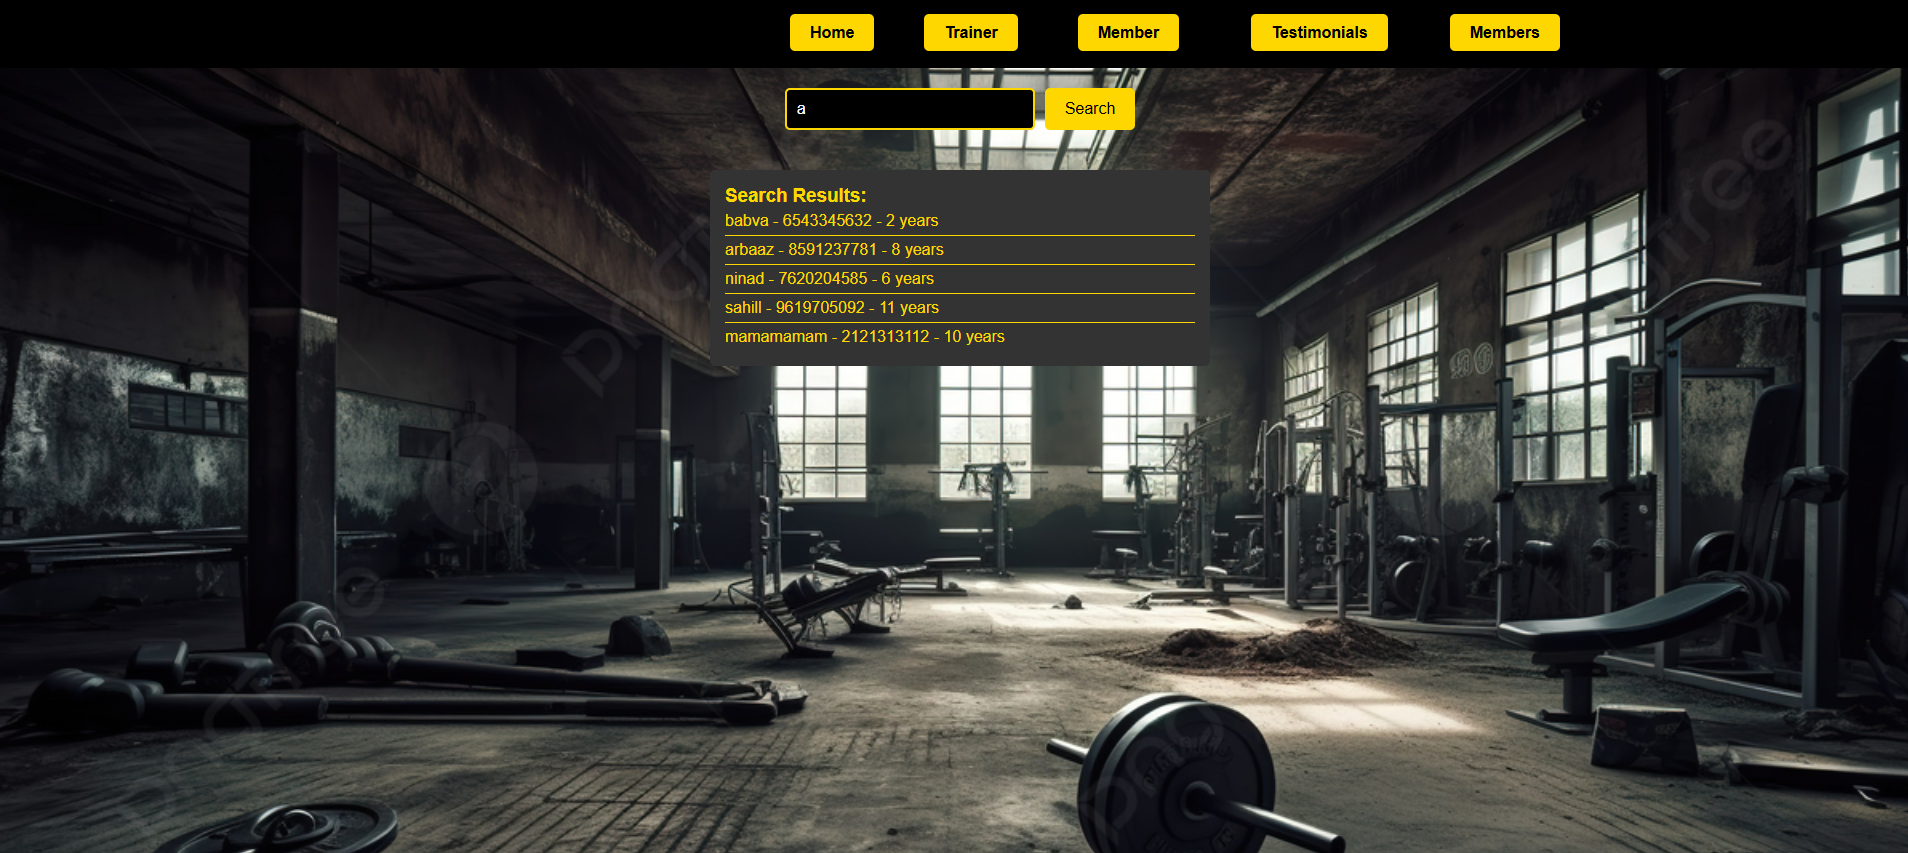 Home Trainer Member Testimonials Members
a Search
Search Results:
babva - 6543345632 - 2 years
arbaaz - 8591237781 - 8 years
ninad - 7620204585 - 6 years
sahill - 9619705092 - 11 years
mamamamam - 2121313112 - 10 years